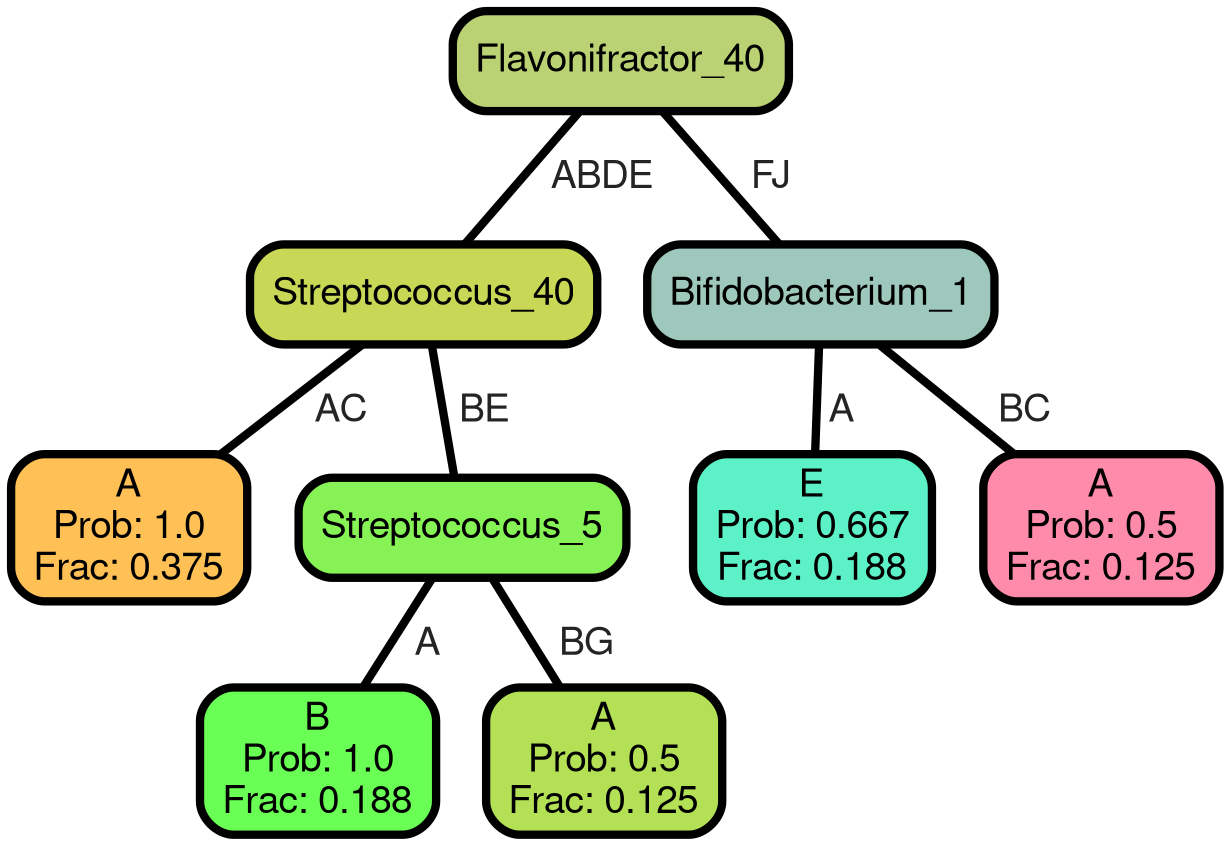 Flavonifractor_40
ABDE
FJ
Streptococcus_40
Bifidobacterium_1
AC
BE
A
BC
A
Prob: 1.0
Frac: 0.375
Streptococcus_5
E
Prob: 0.667
Frac: 0.188
A
Prob: 0.5
Frac: 0.125
A
BG
B
Prob: 1.0
Frac: 0.188
A
Prob: 0.5
Frac: 0.125